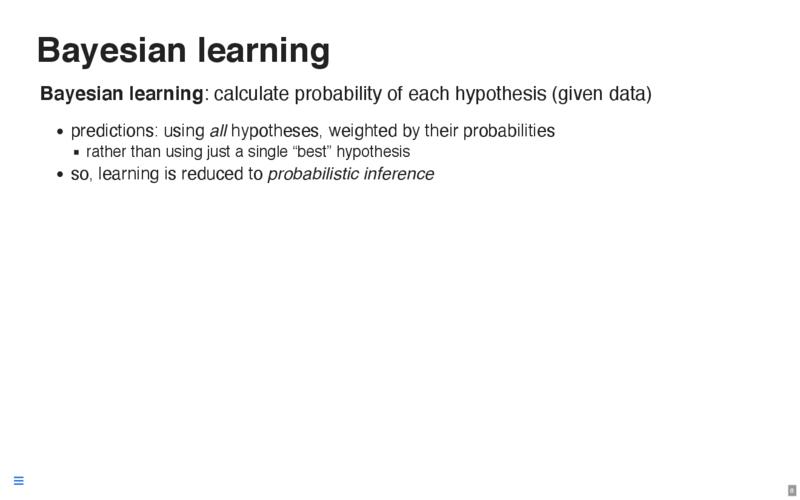 Bayesian learning
Bayesian learning: calculate probability of each hypothesis (given data)
• predictions: using all hypotheses, weighted by their probabilities
▪ rather than using just a single “best” hypothesis
• so, learning is reduced to probabilistic inference